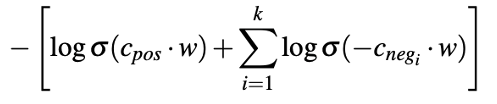 − [ log σ(c_pos · w) + ∑_{i=1}^{k} log σ(−c_{neg_i} · w) ]